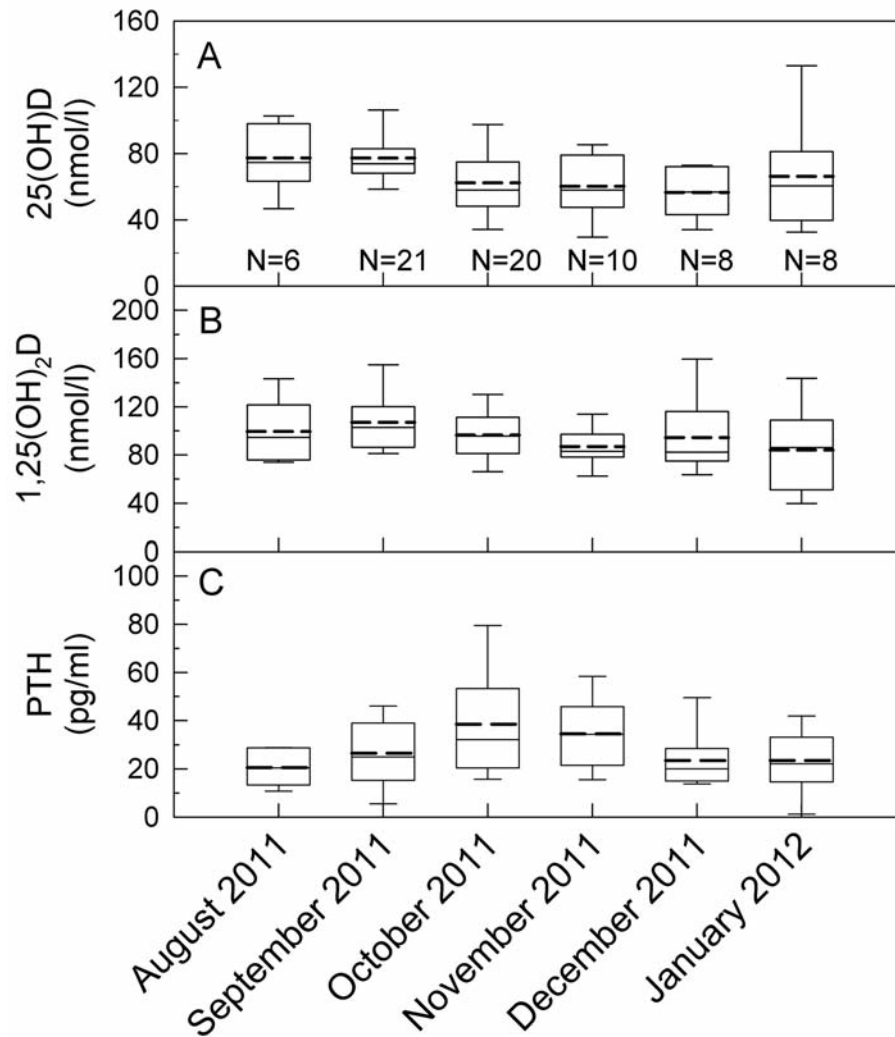 160
A
120
80
40
0
25(OH)D
(nmol/l)
N=6 N=21 N=20 N=10 N=8 N=8
200
B
160
120
80
40
0
1,25(OH)₂D
(nmol/l)
100
C
80
60
40
20
0
PTH
(pg/ml)
August 2011
September 2011
October 2011
November 2011
December 2011
January 2012